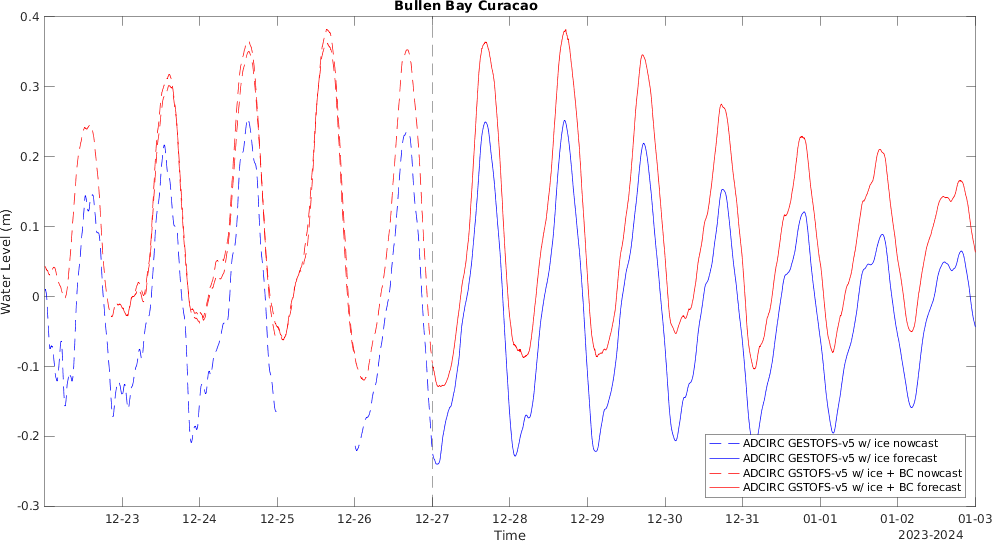 Bullen Bay Curacao
0.4
0.3
0.2
0.1
0
-0.1
-0.2
-0.3
Water Level (m)
12-23 12-24 12-25 12-26 12-27 12-28 12-29 12-30 12-31 01-01 01-02 01-03
Time
2023-2024
ADCIRC GESTOFS-v5 w/ ice nowcast
ADCIRC GESTOFS-v5 w/ ice forecast
ADCIRC GSTOFS-v5 w/ ice + BC nowcast
ADCIRC GSTOFS-v5 w/ ice + BC forecast